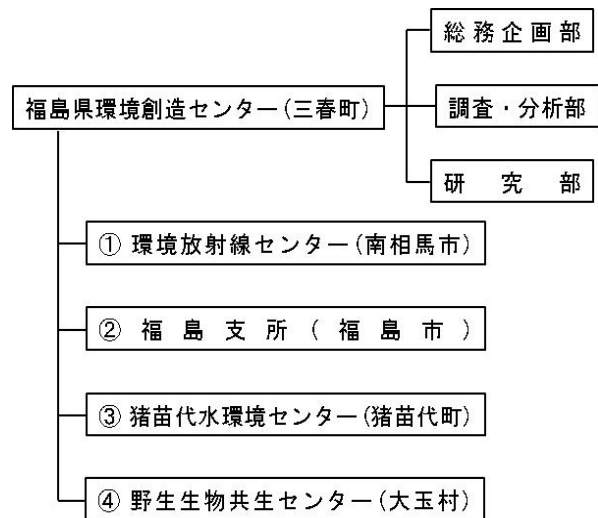 総務企画部
福島県環境創造センター(三春町)
調査・分析部
研究部
① 環境放射線センター(南相馬市)
② 福島支所(福島市)
③ 猪苗代水環境センター(猪苗代町)
④ 野生生物共生センター(大玉村)